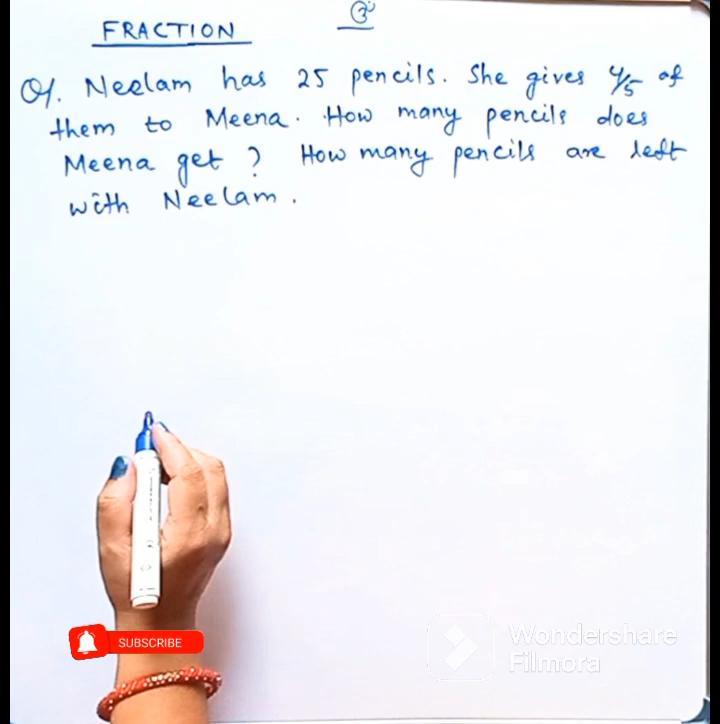 FRACTION
Q1. Neelam has 25 pencils. She gives 4/5 of
them to Meena. How many pencils does
Meena get ? How many pencils are left
with Neelam.
SUBSCRIBE
Wondershare
Filmora